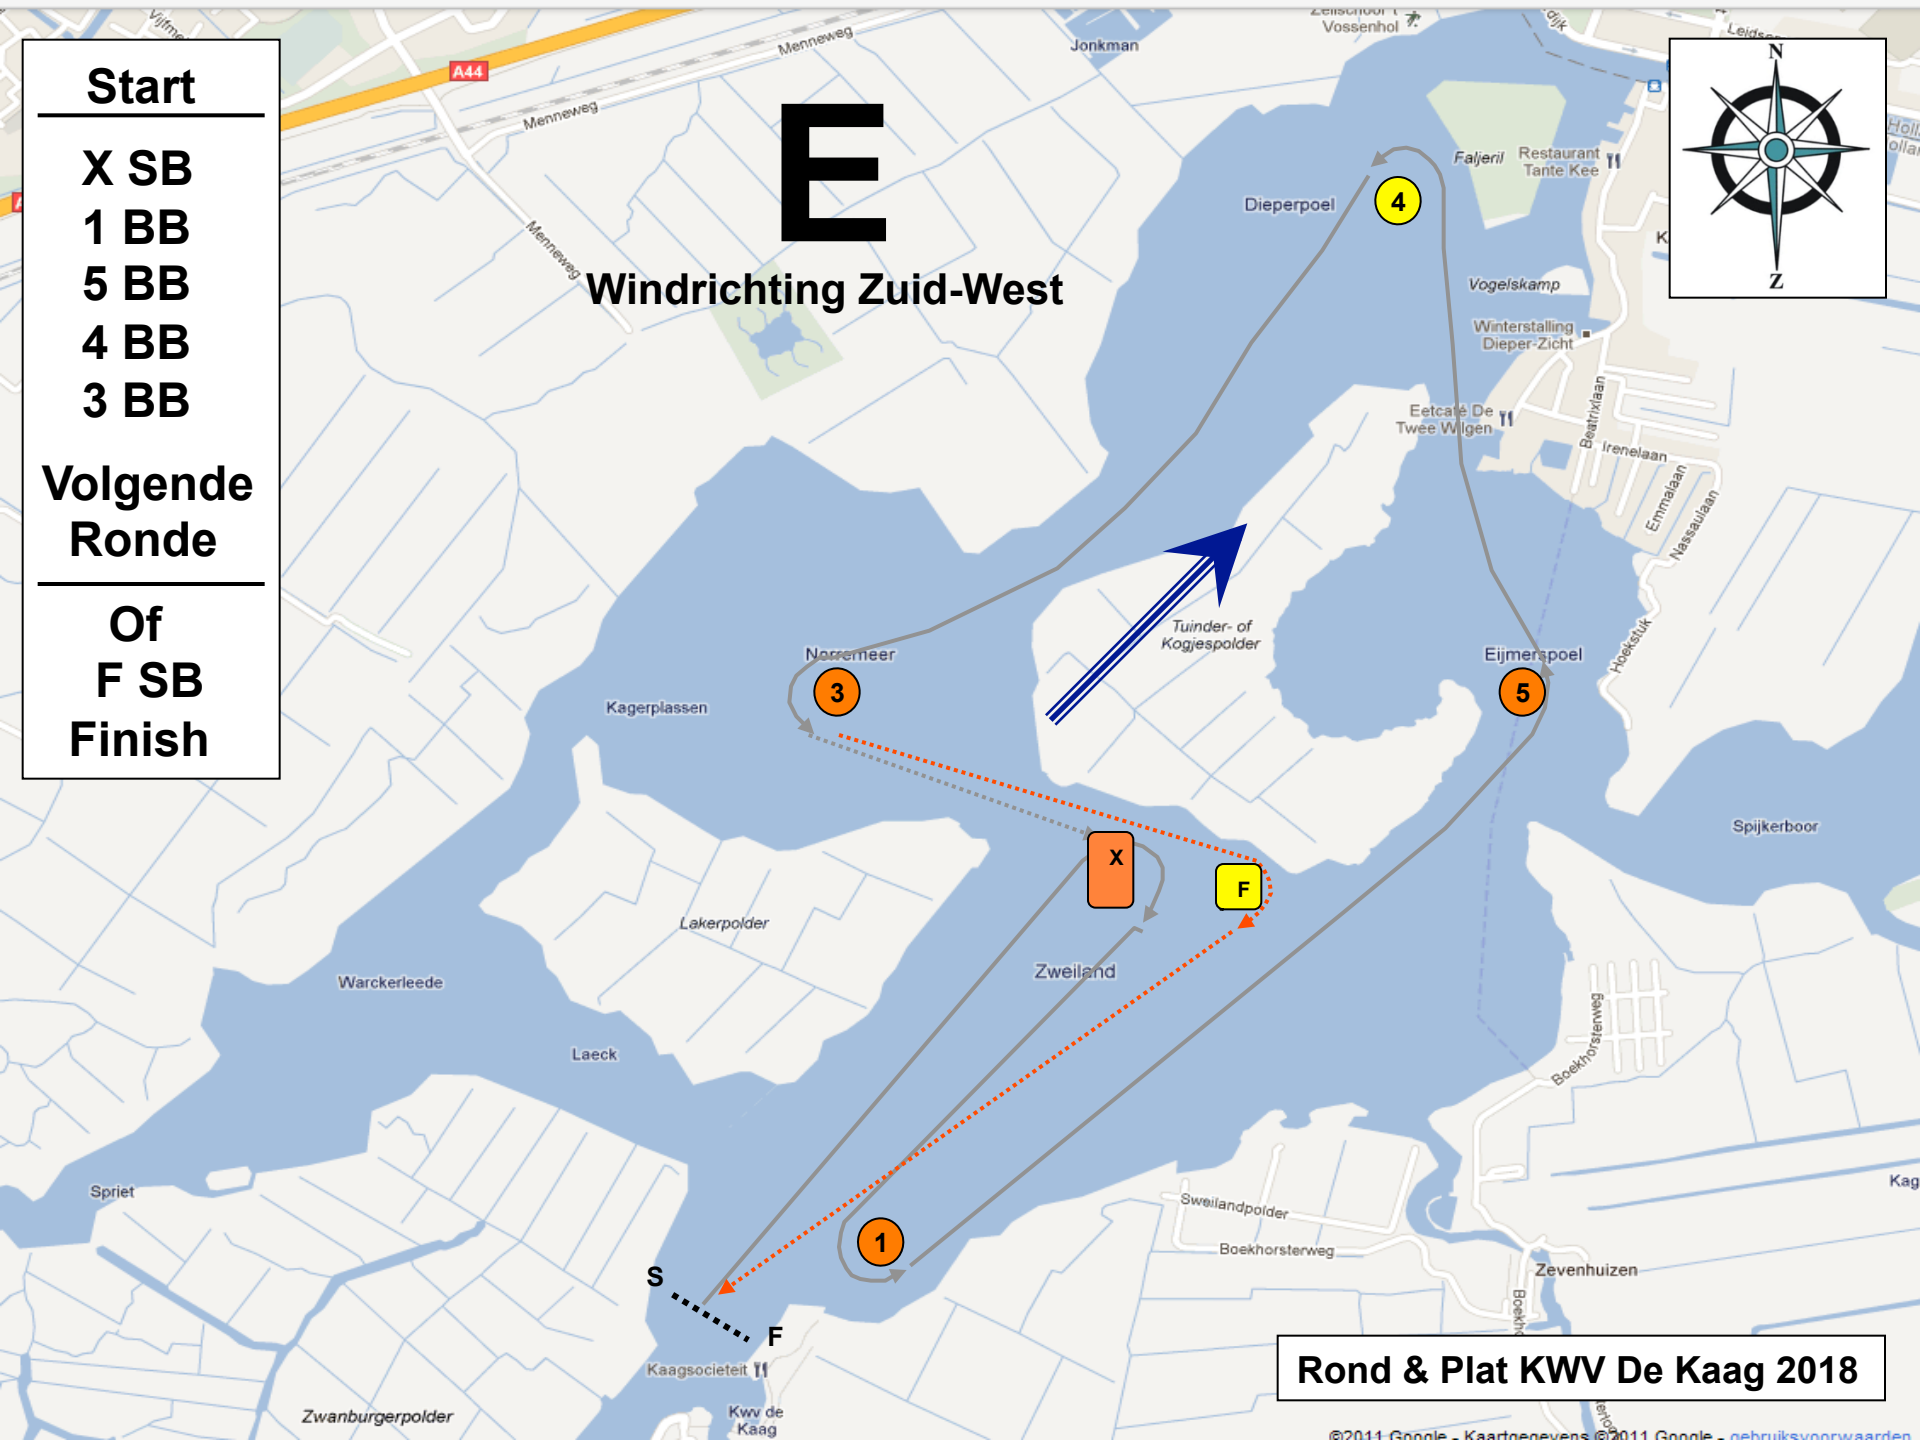 Start
X SB
1 BB
5 BB
4 BB
3 BB
Volgende
Ronde
Of
F SB
Finish
E
Windrichting Zuid-West
N
Z
A44
Menneweg
Menneweg
Menneweg
Jonkman
Vossenhol
Faljeril
Restaurant
Tante Kee
Dieperpoel
4
Vogelskamp
Winterstalling
Dieper-Zicht
Eetcafé De
Twee Wilgen
Beatrixlaan
Irenelaan
Emmalaan
Nassaulaan
Hoekstuk
Tuinder- of
Kogjespolder
Norremeer
Eijmerspoel
3
5
Kagerplassen
X
F
Spijkerboor
Lakerpolder
Zweiland
Warckerleede
Laeck
Boekhorsterweg
Spriet
Sweilandpolder
Boekhorsterweg
Zevenhuizen
1
S
F
Kaagsocieteit
Kwv de
Kaag
Zwanburgerpolder
Kag
Rond & Plat KWV De Kaag 2018
©2011 Google - Kaartgegevens ©2011 Google - gebruiksvoorwaarden